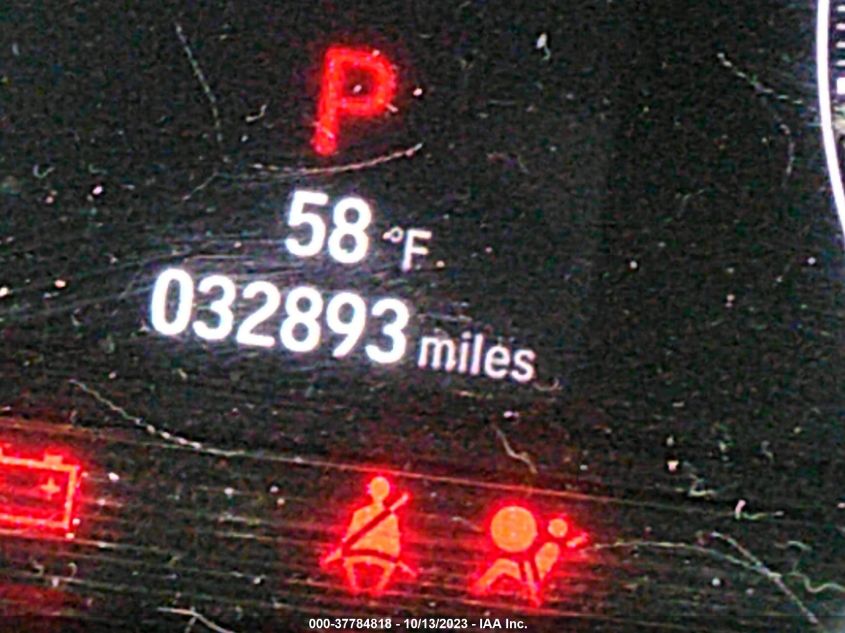 P
58 °F
032893 miles
000-37784818 - 10/13/2023 - IAA Inc.